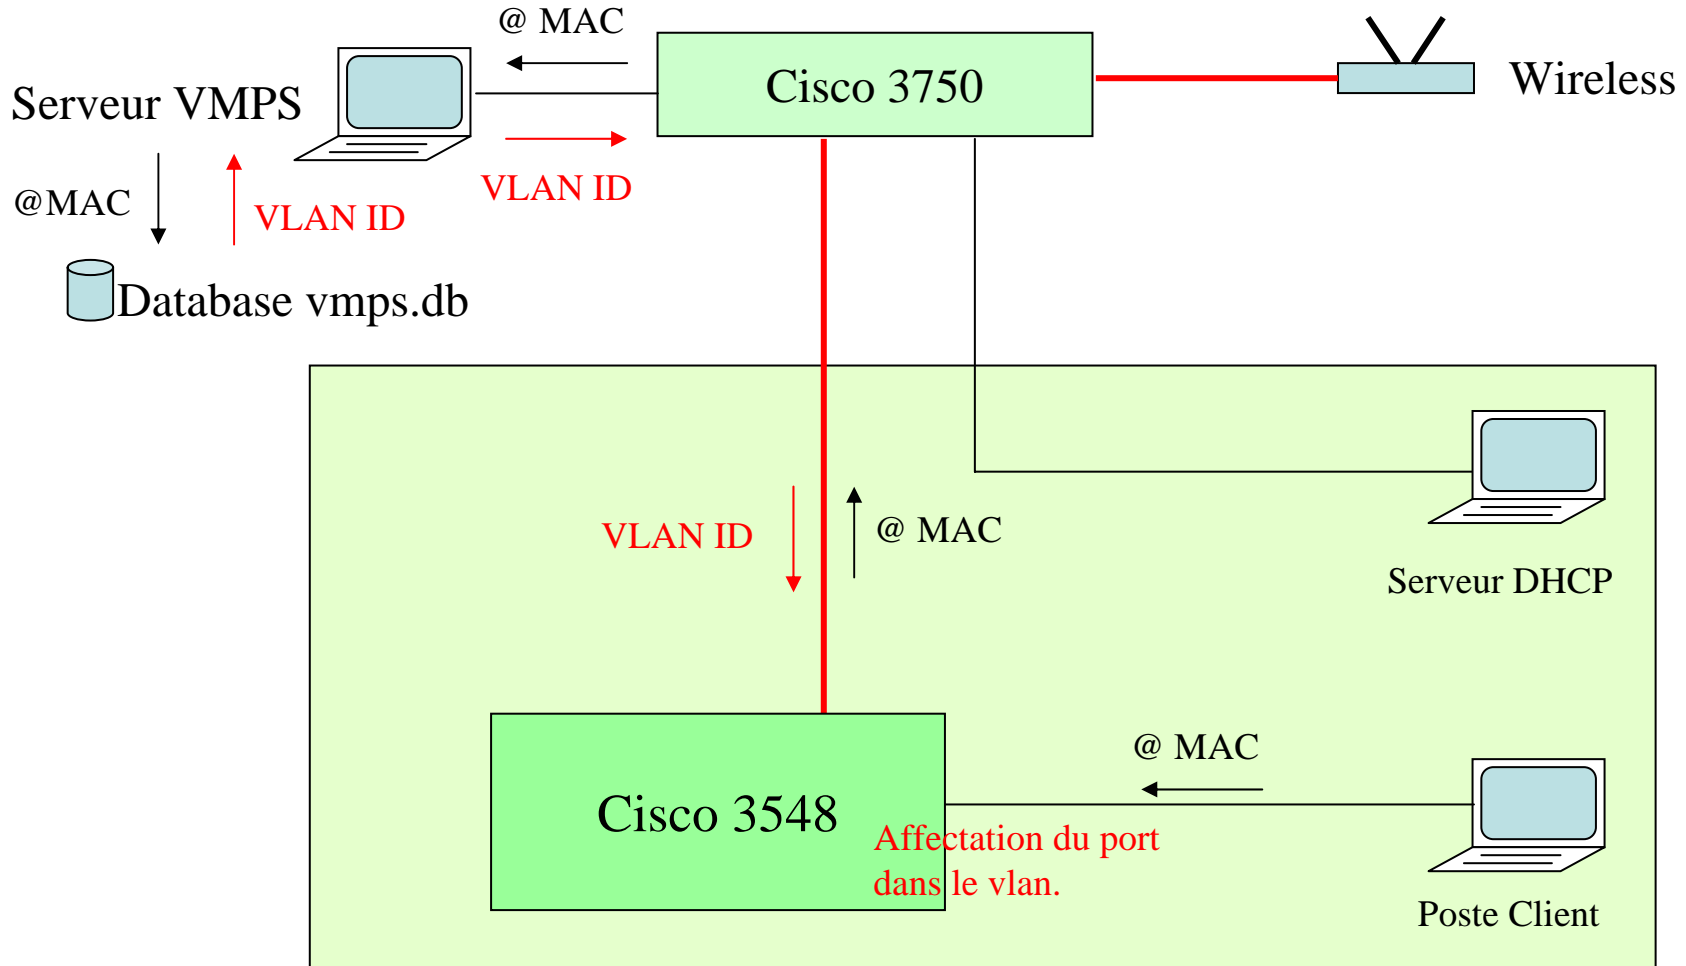 @ MAC
Cisco 3750
Wireless
Serveur VMPS
VLAN ID
@MAC
VLAN ID
Database vmps.db
VLAN ID
@ MAC
Serveur DHCP
@ MAC
Cisco 3548
Affectation du port
dans le vlan.
Poste Client